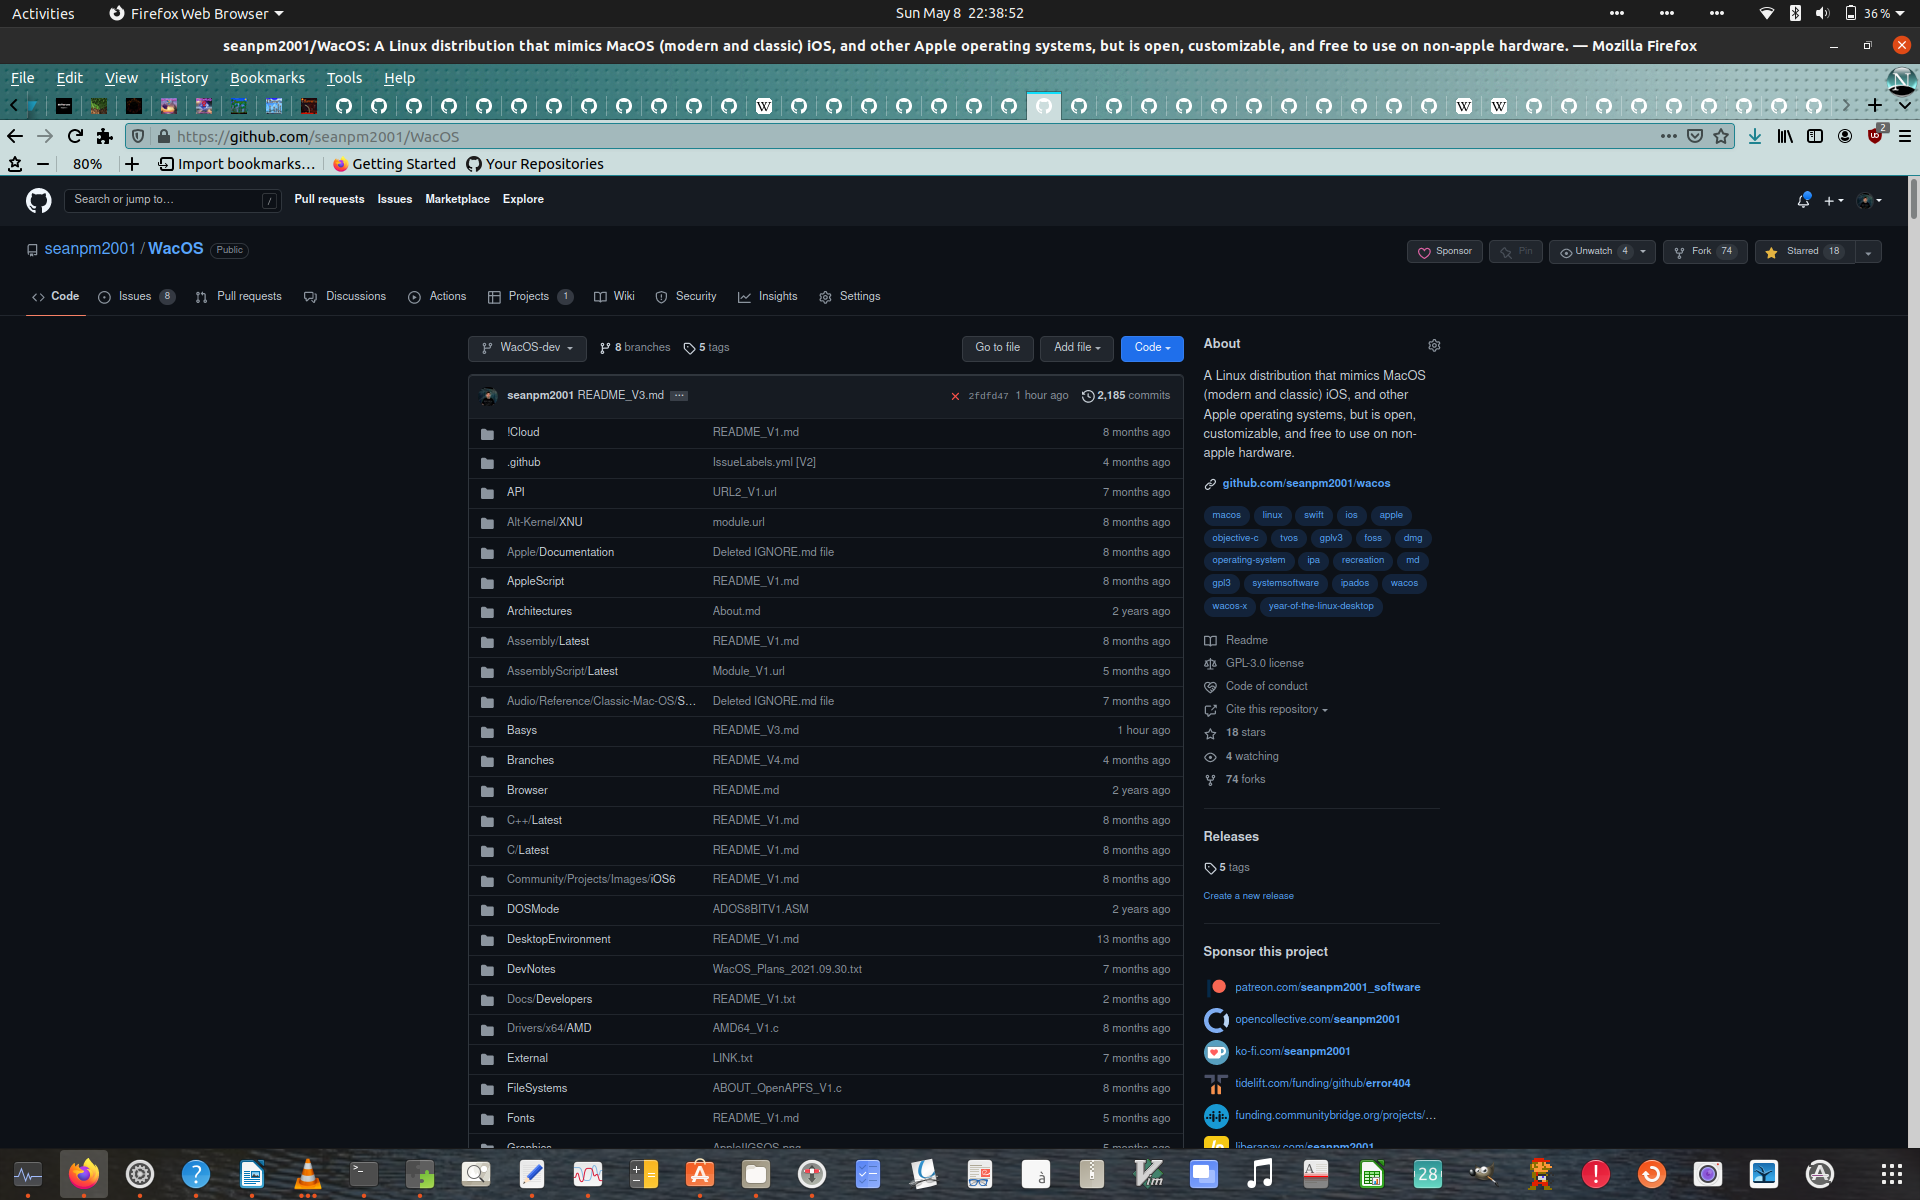 Activities
Firefox Web Browser
Sun May 8 22:38:52
36 %
seanpm2001/WacOS: A Linux distribution that mimics MacOS (modern and classic) iOS, and other Apple operating systems, but is open, customizable, and free to use on non-apple hardware. — Mozilla Firefox
File Edit View History Bookmarks Tools Help
https://github.com/seanpm2001/WacOS
2
80%
Import bookmarks...
Getting Started
Your Repositories
Search or jump to...
/
Pull requests Issues Marketplace Explore
seanpm2001 / WacOS Public
Sponsor
Pin
Unwatch 4
Fork 74
Starred 18
Code
Issues 8
Pull requests
Discussions
Actions
Projects 1
Wiki
Security
Insights
Settings
WacOS-dev
8 branches
5 tags
Go to file
Add file
Code
seanpm2001 README_V3.md ... 2fdfd47 1 hour ago 2,185 commits
!Cloud README_V1.md 8 months ago
.github IssueLabels.yml [V2] 4 months ago
API URL2_V1.url 7 months ago
Alt-Kernel/XNU module.url 8 months ago
Apple/Documentation Deleted IGNORE.md file 8 months ago
AppleScript README_V1.md 8 months ago
Architectures About.md 2 years ago
Assembly/Latest README_V1.md 8 months ago
AssemblyScript/Latest Module_V1.url 5 months ago
Audio/Reference/Classic-Mac-OS/S... Deleted IGNORE.md file 7 months ago
Basys README_V3.md 1 hour ago
Branches README_V4.md 4 months ago
Browser README.md 2 years ago
C++/Latest README_V1.md 8 months ago
C/Latest README_V1.md 8 months ago
Community/Projects/Images/iOS6 README_V1.md 8 months ago
DOSMode ADOS8BITV1.ASM 2 years ago
DesktopEnvironment README_V1.md 13 months ago
DevNotes WacOS_Plans_2021.09.30.txt 7 months ago
Docs/Developers README_V1.txt 2 months ago
Drivers/x64/AMD AMD64_V1.c 8 months ago
External LINK.txt 7 months ago
FileSystems ABOUT_OpenAPFS_V1.c 8 months ago
Fonts README_V1.md 5 months ago
Graphics AppleIIGSOS.png 5 months ago
About
A Linux distribution that mimics MacOS
(modern and classic) iOS, and other
Apple operating systems, but is open,
customizable, and free to use on non-
apple hardware.
github.com/seanpm2001/wacos
macos linux swift ios apple
objective-c tvos gplv3 foss dmg
operating-system ipa recreation md
gpl3 systemsoftware ipados wacos
wacos-x year-of-the-linux-desktop
Readme
GPL-3.0 license
Code of conduct
Cite this repository
18 stars
4 watching
74 forks
Releases
5 tags
Create a new release
Sponsor this project
patreon.com/seanpm2001_software
opencollective.com/seanpm2001
ko-fi.com/seanpm2001
tidelift.com/funding/github/error404
funding.communitybridge.org/projects/...
liberapay.com/seanpm2001
28